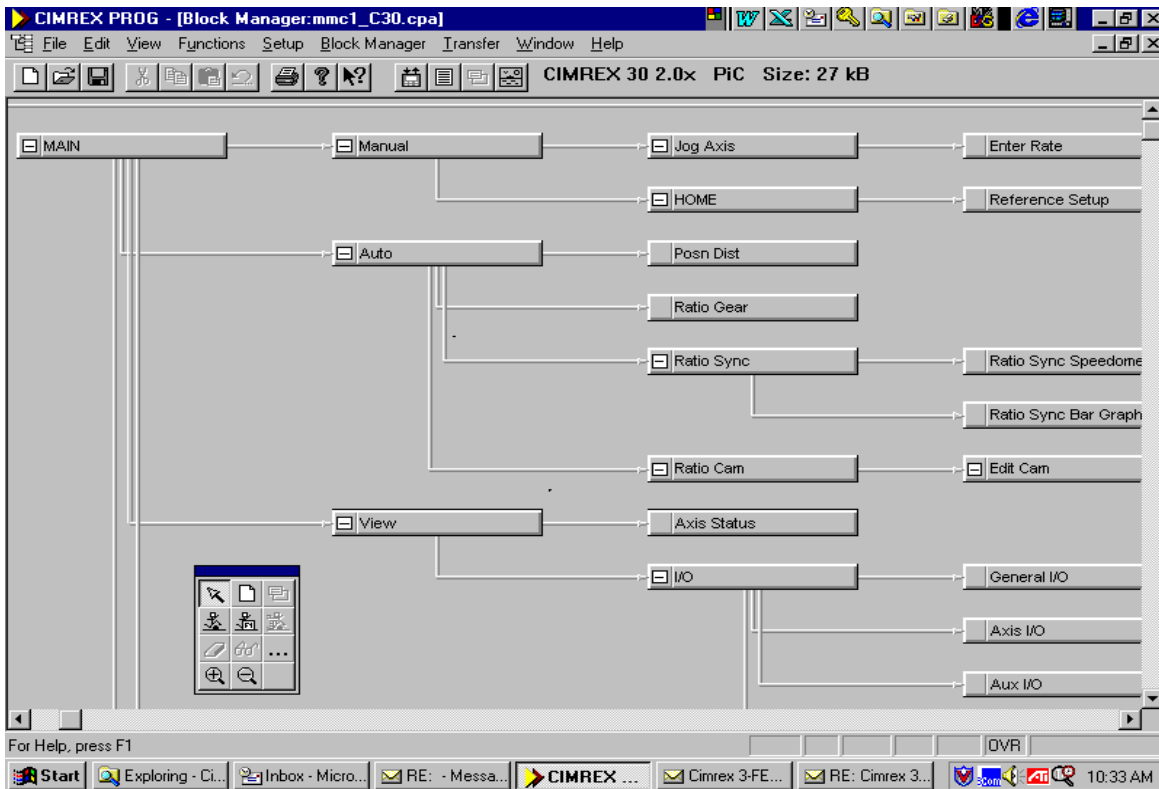 CIMREX PROG - [Block Manager:mmc1_C30.cpa]
File Edit View Functions Setup Block Manager Transfer Window Help
CIMREX 30 2.0x PiC Size: 27 kB
MAIN
Manual
Jog Axis
Enter Rate
HOME
Reference Setup
Auto
Posn Dist
Ratio Gear
Ratio Sync
Ratio Sync Speedome
Ratio Sync Bar Graph
Ratio Cam
Edit Cam
View
Axis Status
I/O
General I/O
Axis I/O
Aux I/O
For Help, press F1
OVR
Start
Exploring - Ci...
Inbox - Micro...
RE: - Messa...
CIMREX ...
Cimrex 3-FE...
RE: Cimrex 3...
10:33 AM